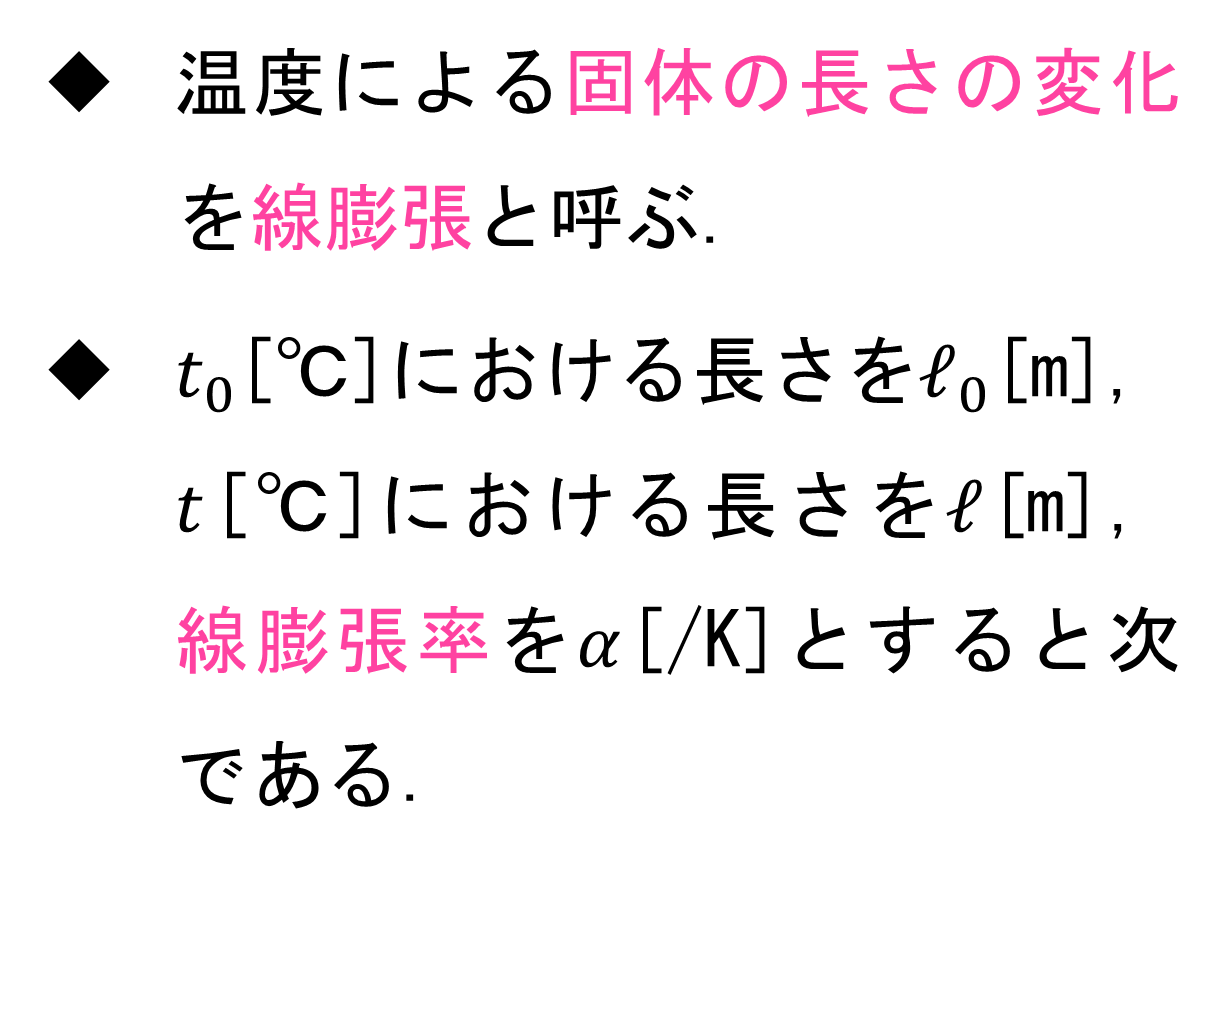 ◆ 温度による固体の長さの変化
を線膨張と呼ぶ.
◆ t₀[℃]における長さをℓ₀[m],
t[℃]における長さをℓ[m],
線膨張率をα[/K]とすると次
である.